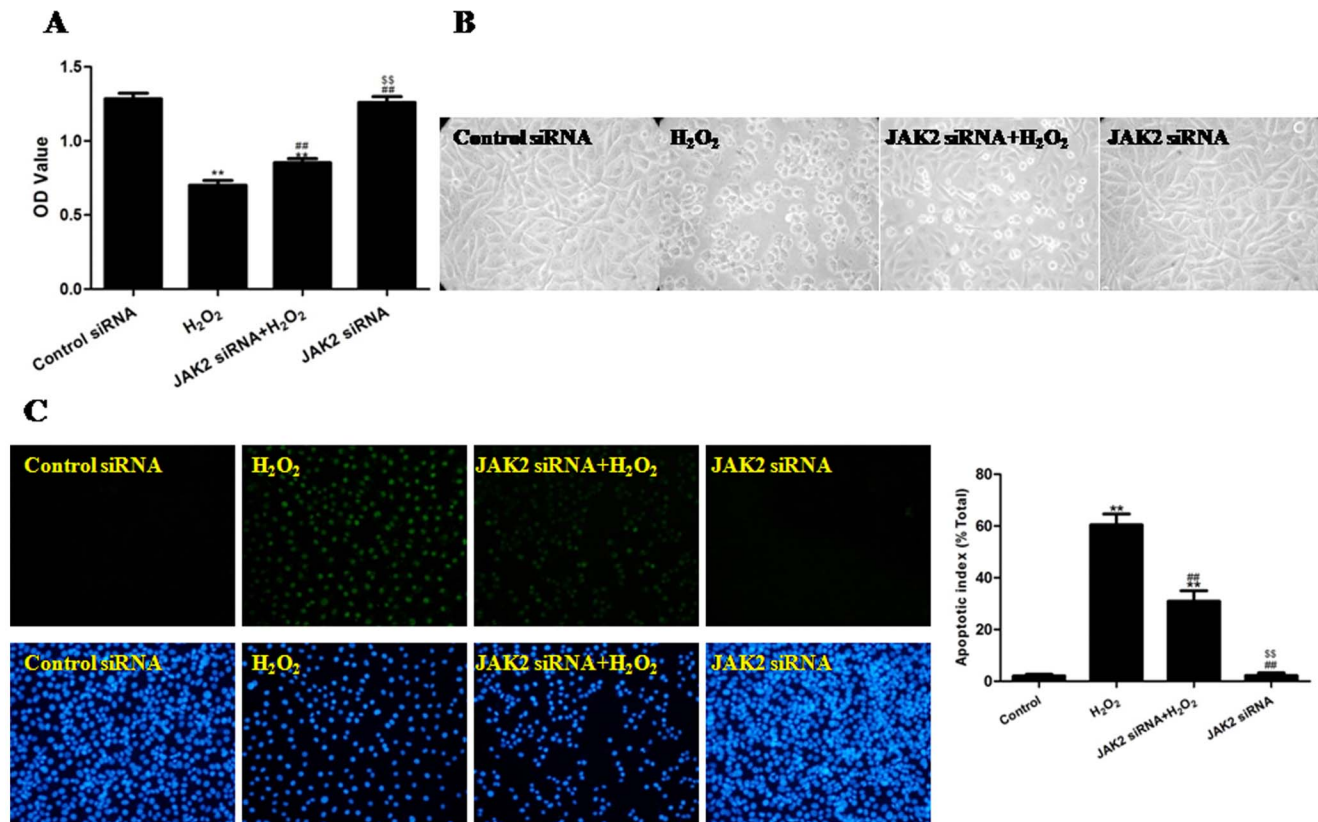 A
1.5
1.0
0.5
0.0
OD Value
**
##
**
$$
##
Control siRNA
H₂O₂
JAK2 siRNA+H₂O₂
JAK2 siRNA
B
Control siRNA
H₂O₂
JAK2 siRNA+H₂O₂
JAK2 siRNA
C
Control siRNA
H₂O₂
JAK2 siRNA+H₂O₂
JAK2 siRNA
Control siRNA
H₂O₂
JAK2 siRNA+H₂O₂
JAK2 siRNA
80
60
40
20
0
Apoptotic index (% Total)
**
##
**
$$
##
Control
H₂O₂
JAK2 siRNA+H₂O₂
JAK2 siRNA